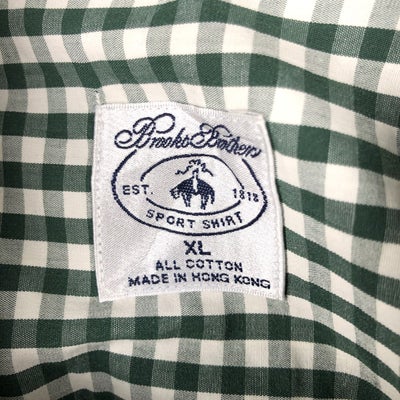 Brooks Brothers
EST. 1818
SPORT SHIRT
XL
ALL COTTON
MADE IN HONG KONG